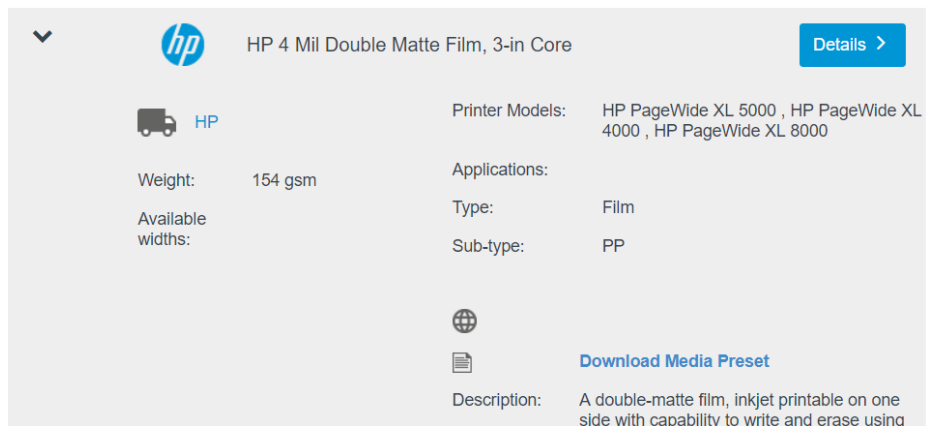 hp
HP 4 Mil Double Matte Film, 3-in Core
Details
HP
Weight: 154 gsm
Available
widths:
Printer Models: HP PageWide XL 5000 , HP PageWide XL
4000 , HP PageWide XL 8000
Applications:
Type: Film
Sub-type: PP
Download Media Preset
Description: A double-matte film, inkjet printable on one
side with capability to write and erase using